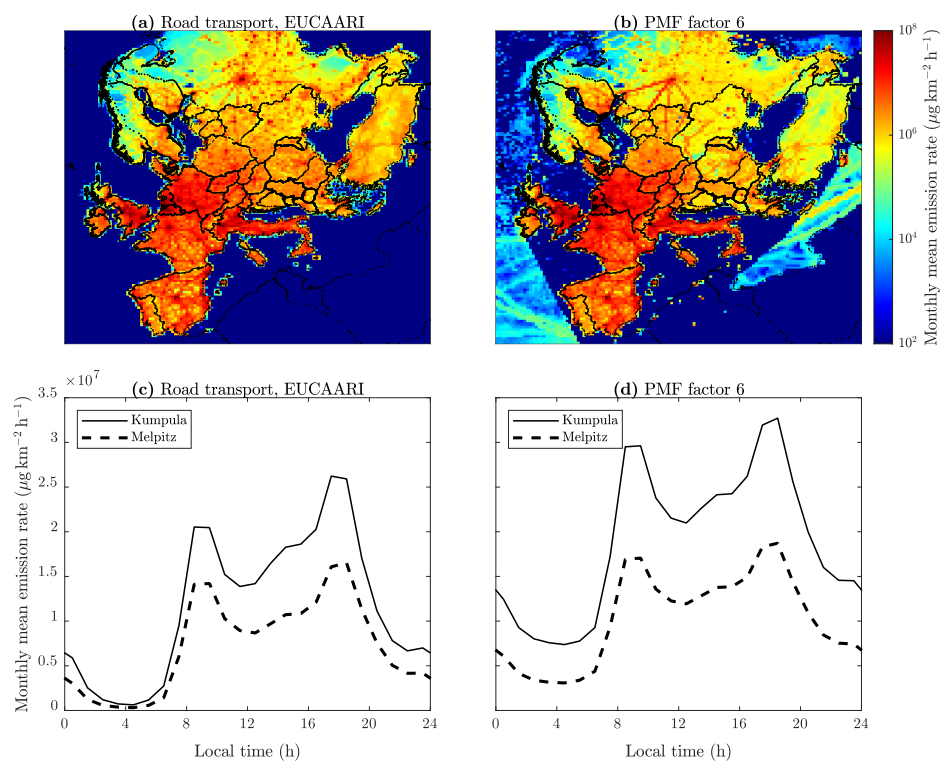 (a) Road transport, EUCAARI
(b) PMF factor 6
10^8
10^6
10^4
10^2
Monthly mean emission rate (μg km^−2 h^−1)
(c) Road transport, EUCAARI
(d) PMF factor 6
×10^7
3.5
3
2.5
2
1.5
1
0.5
0
Monthly mean emission rate (μg km^−2 h^−1)
Kumpula
Melpitz
Kumpula
Melpitz
0 4 8 12 16 20 24
0 4 8 12 16 20 24
Local time (h)
Local time (h)